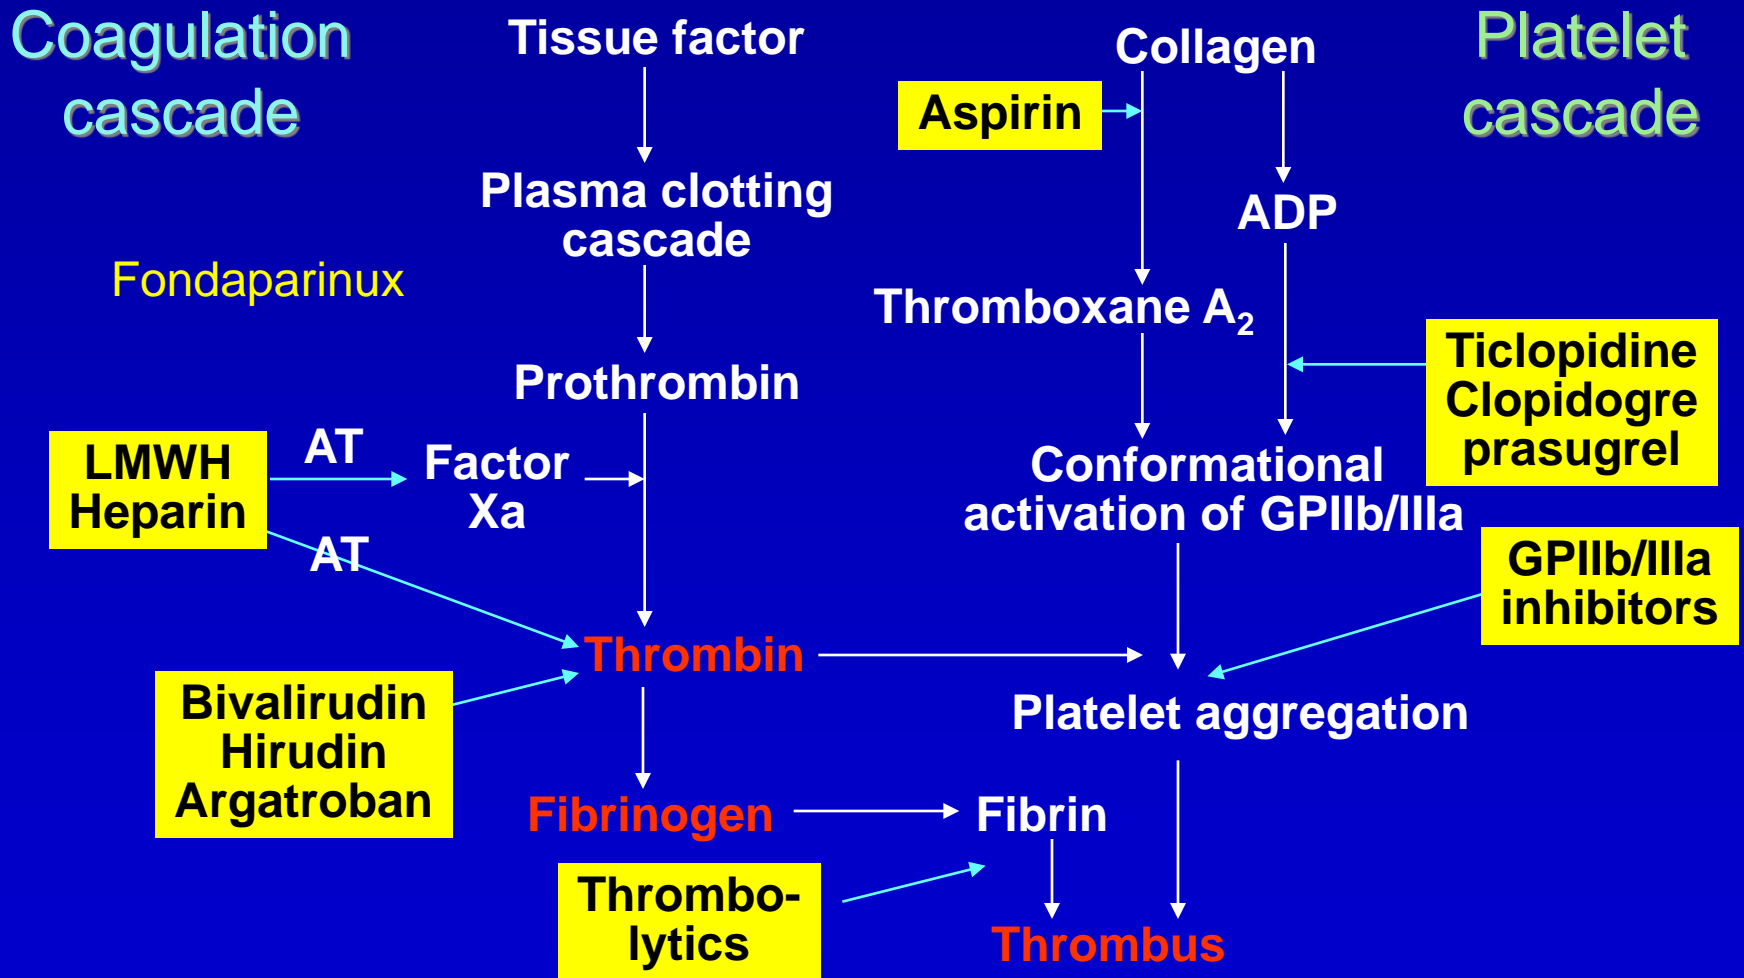 Coagulation
cascade
Tissue factor
Collagen
Platelet
cascade
Aspirin
Plasma clotting
cascade
ADP
Fondaparinux
Thromboxane A₂
Ticlopidine
Clopidogre
prasugrel
Prothrombin
LMWH
Heparin
AT
Factor
Xa
AT
Conformational
activation of GPIIb/IIIa
GPIIb/IIIa
inhibitors
Thrombin
Bivalirudin
Hirudin
Argatroban
Platelet aggregation
Fibrinogen
Fibrin
Thrombo-
lytics
Thrombus